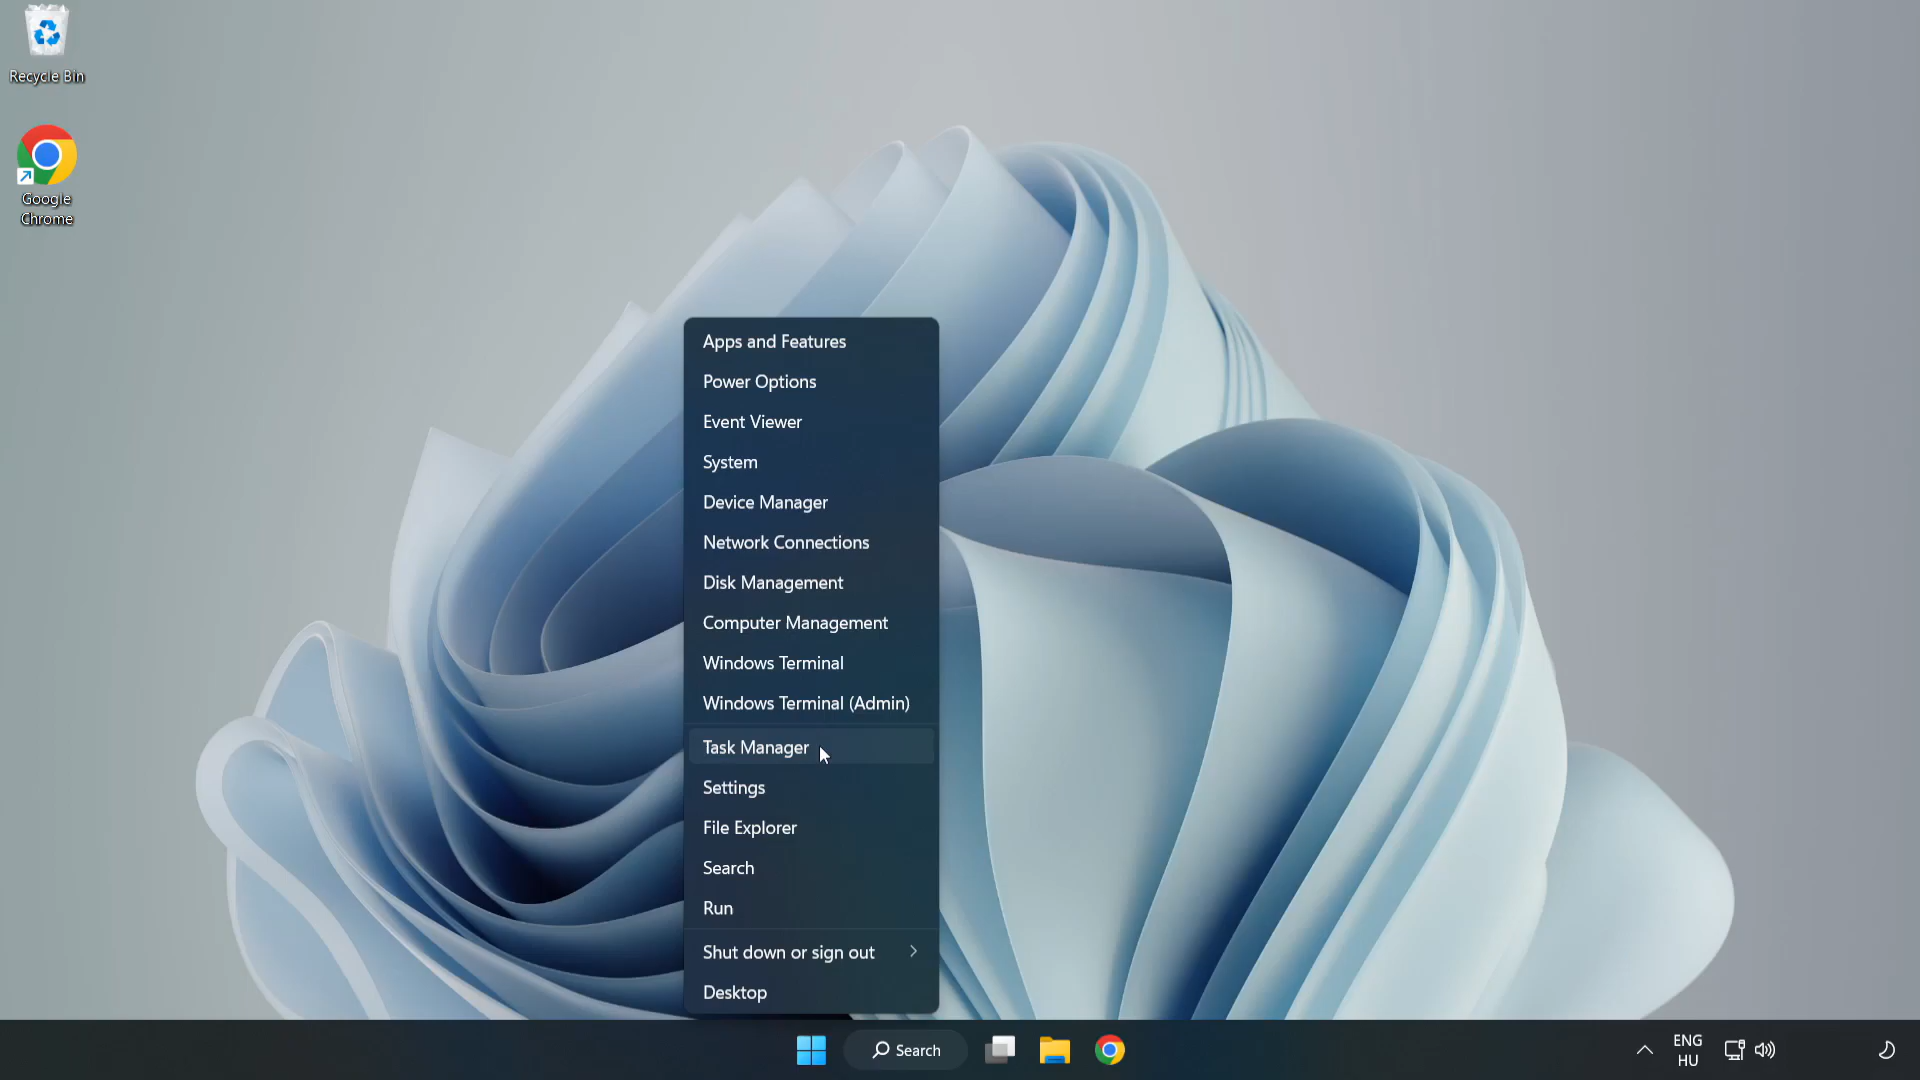 Recycle Bin
Google
Chrome
Apps and Features
Power Options
Event Viewer
System
Device Manager
Network Connections
Disk Management
Computer Management
Windows Terminal
Windows Terminal (Admin)
Task Manager
Settings
File Explorer
Search
Run
Shut down or sign out
Desktop
Search
ENG
HU